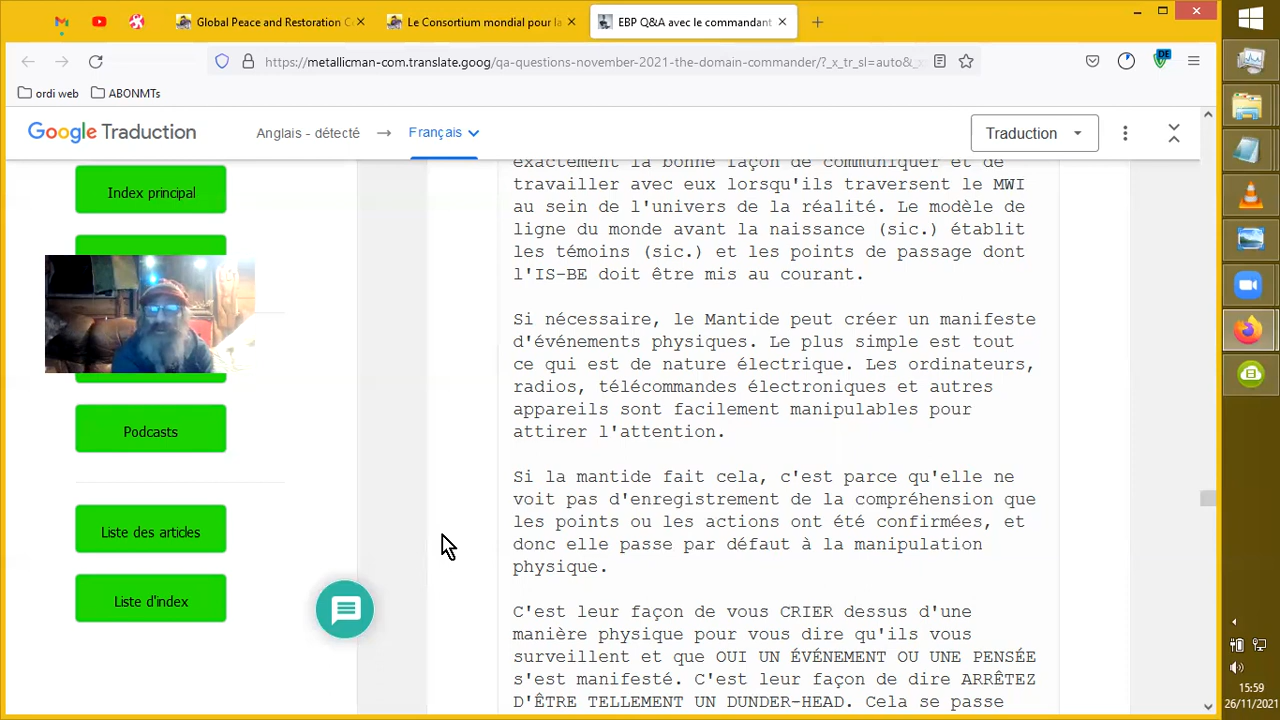 Global Peace and Restoration C
Le Consortium mondial pour la
EBP Q&A avec le commandant
https://metallicman-com.translate.goog/qa-questions-november-2021-the-domain-commander/?_x_tr_sl=auto&_x
DE
ordi web
ABONMTs
Google Traduction
Anglais - détecté
Français
Traduction
Index principal
Podcasts
Liste des articles
Liste d'index
exactement la bonne façon de communiquer et de
travailler avec eux lorsqu'ils traversent le MWI
au sein de l'univers de la réalité. Le modèle de
ligne du monde avant la naissance (sic.) établit
les témoins (sic.) et les points de passage dont
l'IS-BE doit être mis au courant.
Si nécessaire, le Mantide peut créer un manifeste
d'événements physiques. Le plus simple est tout
ce qui est de nature électrique. Les ordinateurs,
radios, télécommandes électroniques et autres
appareils sont facilement manipulables pour
attirer l'attention.
Si la mantide fait cela, c'est parce qu'elle ne
voit pas d'enregistrement de la compréhension que
les points ou les actions ont été confirmées, et
donc elle passe par défaut à la manipulation
physique.
C'est leur façon de vous CRIER dessus d'une
manière physique pour vous dire qu'ils vous
surveillent et que OUI UN ÉVÉNEMENT OU UNE PENSÉE
s'est manifesté. C'est leur façon de dire ARRÊTEZ
D'ÊTRE TELLEMENT UN DUNDER-HEAD. Cela se passe
15:59
26/11/2021